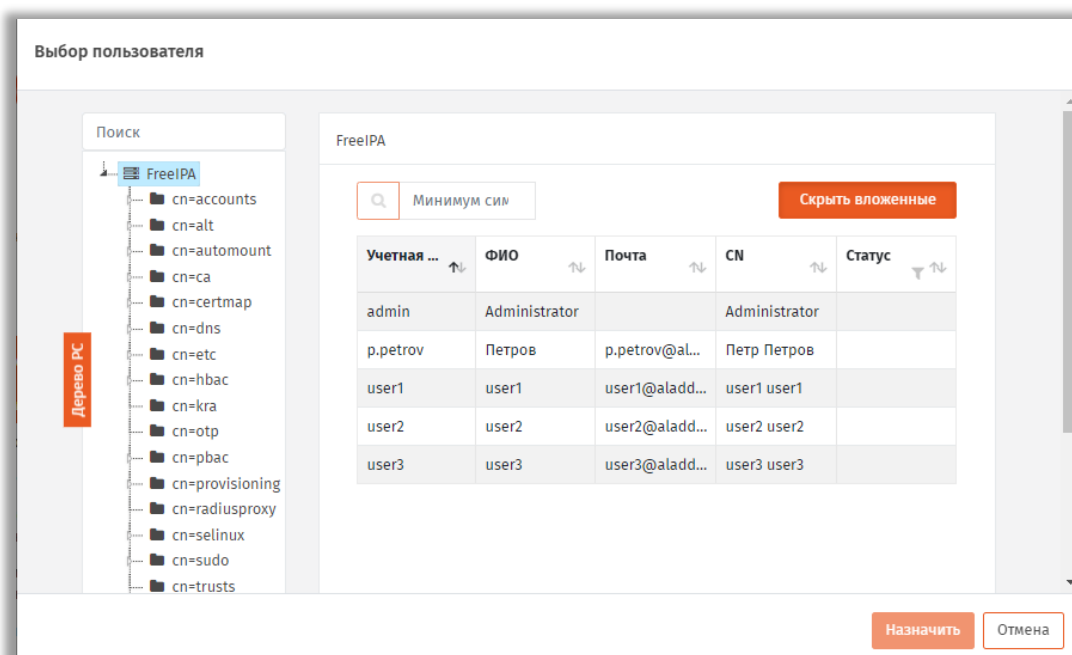 Выбор пользователя
Поиск
FreeIPA
cn=accounts
cn=alt
cn=automount
cn=ca
cn=certmap
cn=dns
cn=etc
cn=hbac
cn=kra
cn=otp
cn=pbac
cn=provisioning
cn=radiusproxy
cn=selinux
cn=sudo
cn=trusts
Дерево РС
FreeIPA
Минимум сим
Скрыть вложенные
Учетная ... ФИО Почта CN Статус
admin Administrator Administrator
p.petrov Петров p.petrov@al... Петр Петров
user1 user1 user1@aladd... user1 user1
user2 user2 user2@aladd... user2 user2
user3 user3 user3@aladd... user3 user3
Назначить Отмена